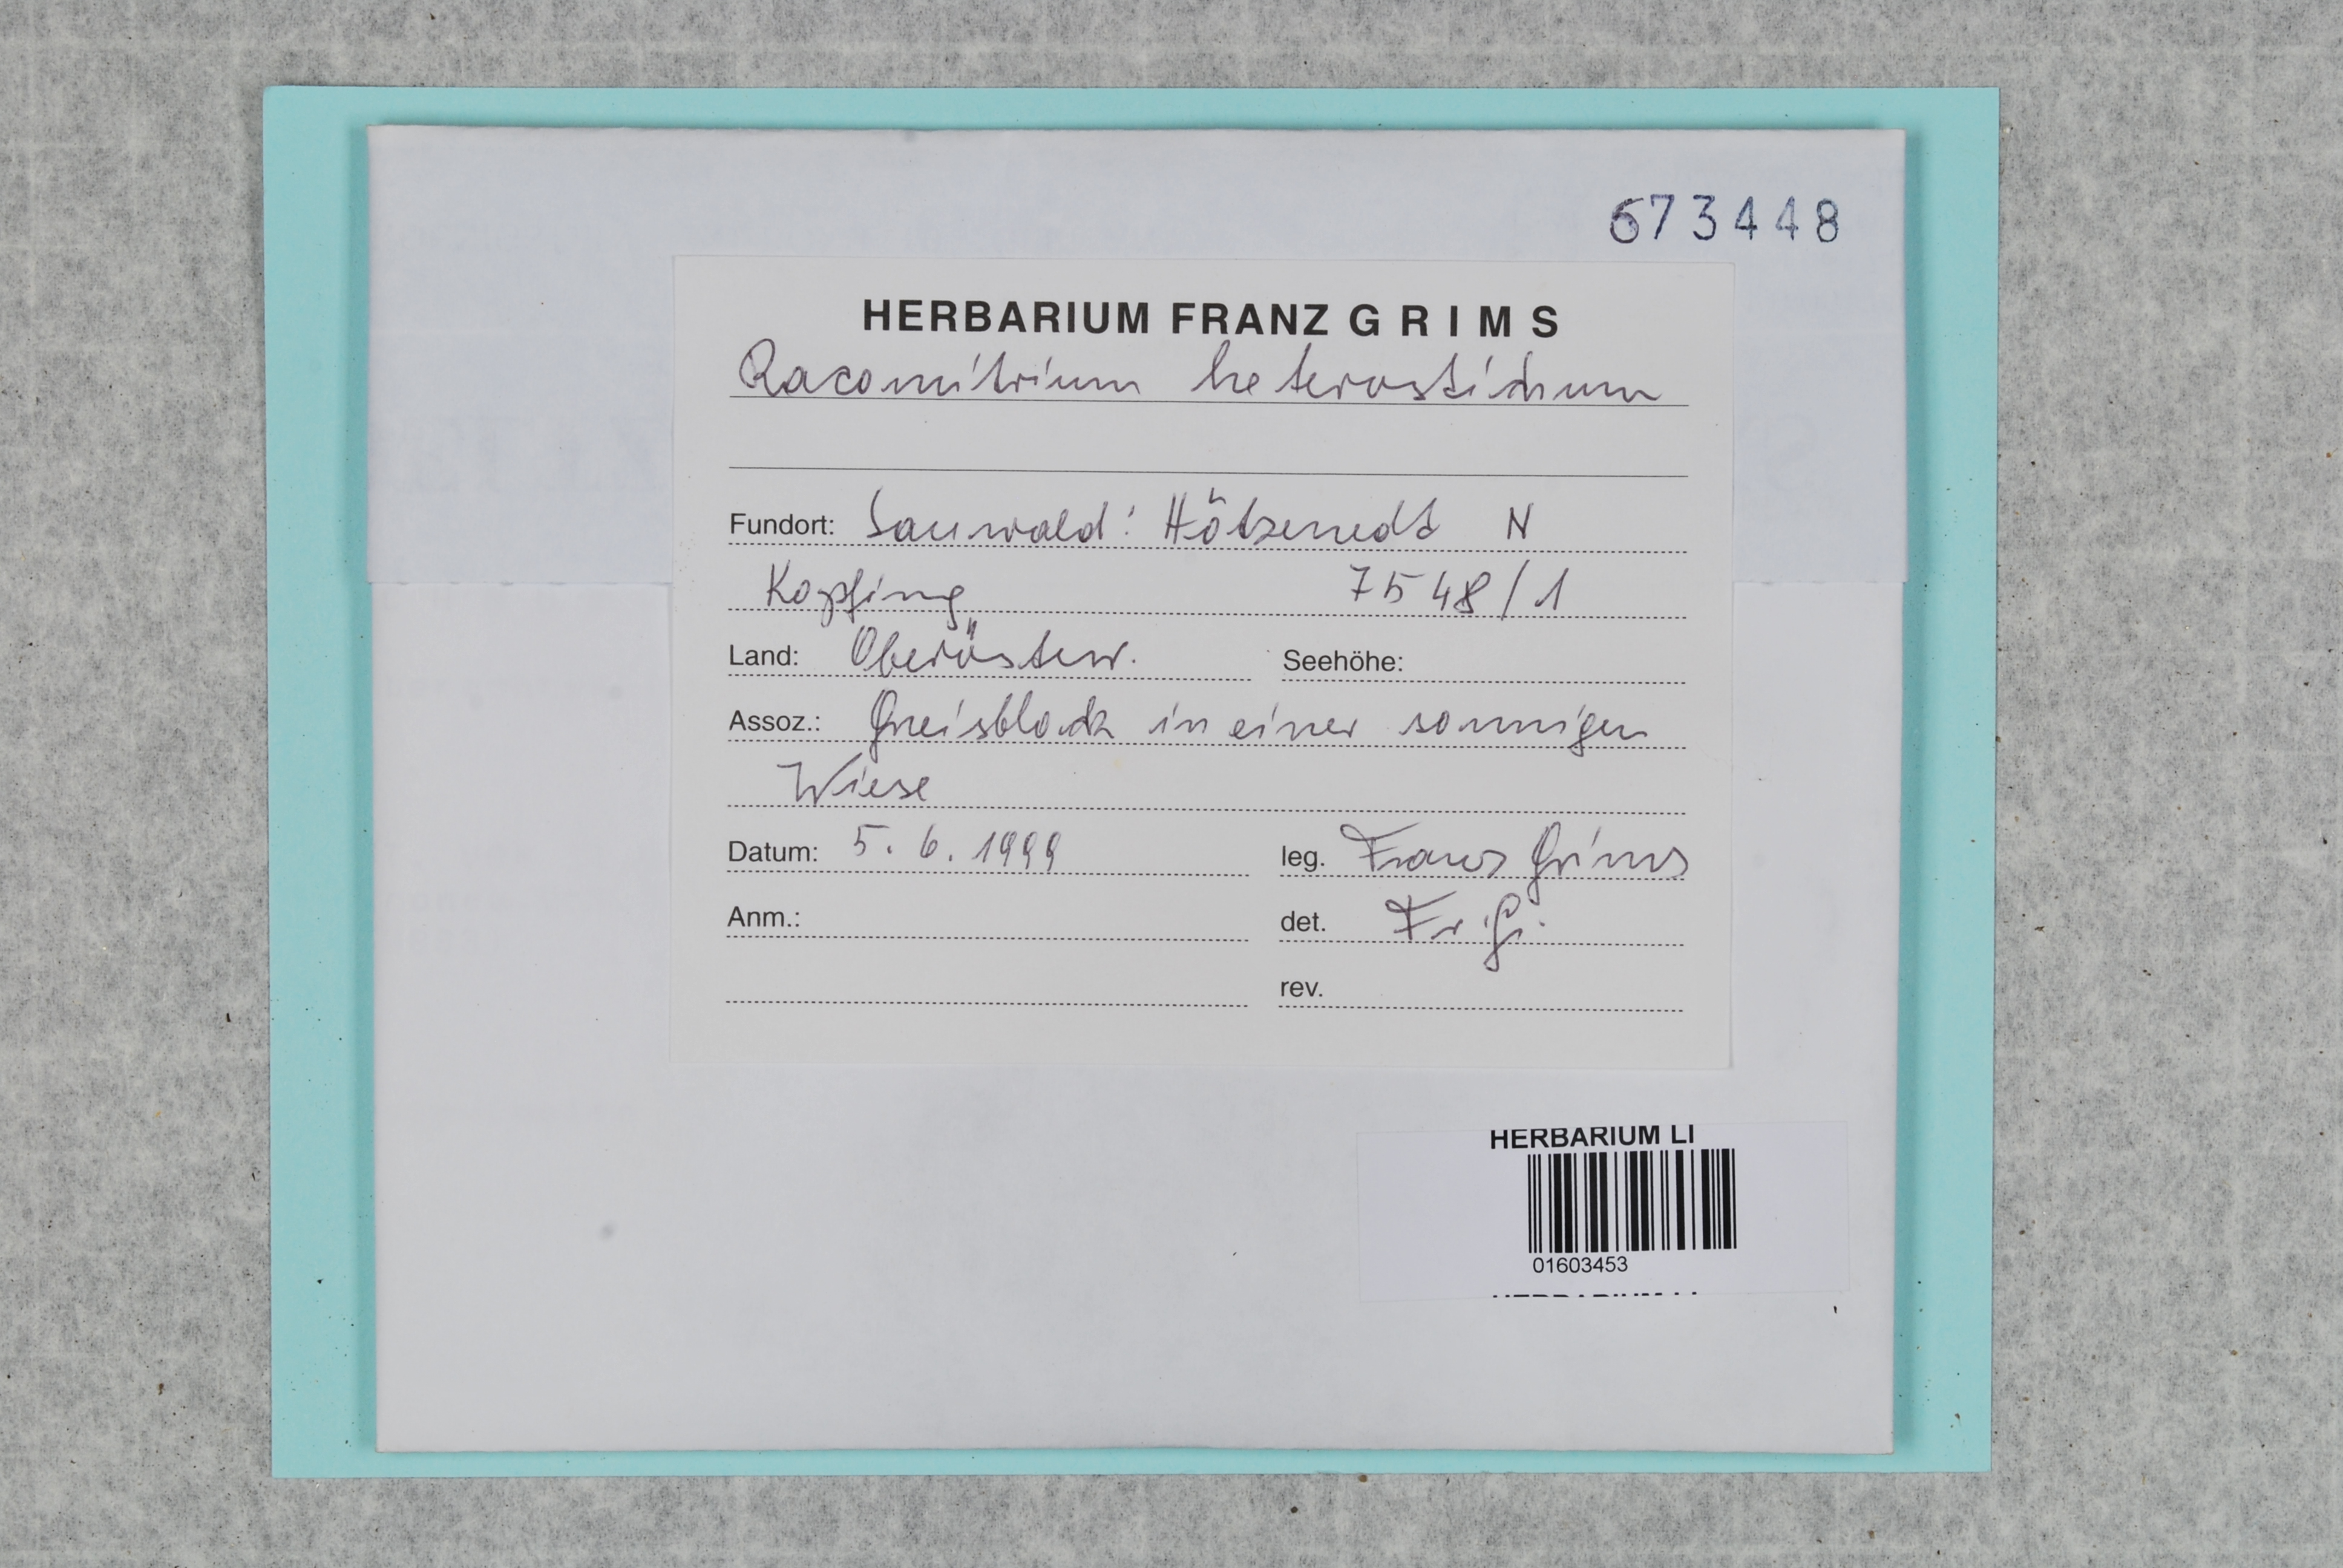 673448
HERBARIUM FRANZ GRIMS
Racomitrium heterostichum
Fundort: Sauwald: Hötzenedt N
Kopfing 7548/1
Land: Oberösterr. Seehöhe:
Assoz.: Gneisblock in einer sonnigen
Wiese
Datum: 5. 6. 1999 leg. Franz Grims
Anm.: det. Fr. G.
rev.
HERBARIUM LI
01603453